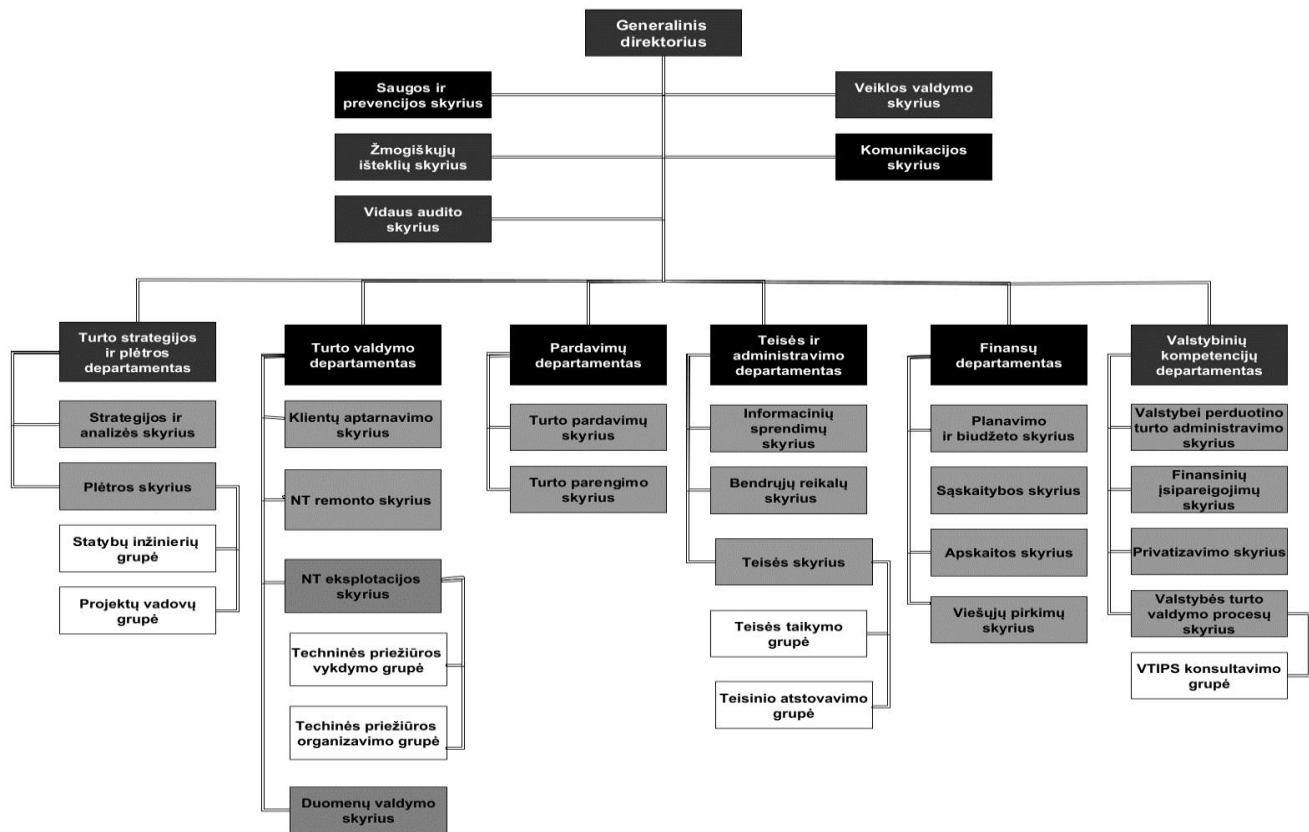 Generalinis
direktorius
Saugos ir
prevencijos skyrius
Veiklos valdymo
skyrius
Žmogiškųjų
išteklių skyrius
Komunikacijos
skyrius
Vidaus audito
skyrius
Turto strategijos
ir plėtros
departamentas
Strategijos ir
analizės skyrius
Plėtros skyrius
Statybų inžinierių
grupė
Projektų vadovų
grupė
Turto valdymo
departamentas
Klientų aptarnavimo
skyrius
NT remonto skyrius
NT eksplotacijos
skyrius
Techninės priežiūros
vykdymo grupė
Techinės priežiūros
organizavimo grupė
Duomenų valdymo
skyrius
Pardavimų
departamentas
Turto pardavimų
skyrius
Turto parengimo
skyrius
Teisės ir
administravimo
departamentas
Informacinių
sprendimų
skyrius
Bendrųjų reikalų
skyrius
Teisės skyrius
Teisės taikymo
grupė
Teisinio atstovavimo
grupė
Finansų
departamentas
Planavimo
ir biudžeto skyrius
Sąskaitybos skyrius
Apskaitos skyrius
Viešųjų pirkimų
skyrius
Valstybinių
kompetencijų
departamentas
Valstybei perduotino
turto administravimo
skyrius
Finansinių
įsipareigojimų
skyrius
Privatizavimo skyrius
Valstybės turto
valdymo procesų
skyrius
VTIPS konsultavimo
grupė